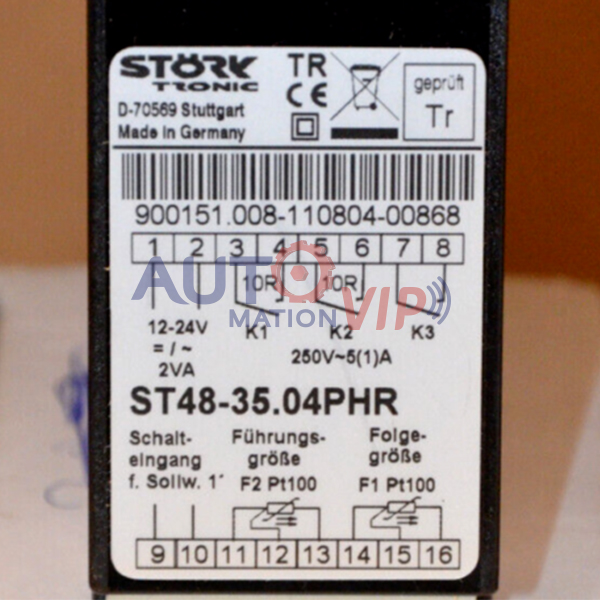 STÖRK
TRONIC
D-70569 Stuttgart
Made in Germany
TR
CE
geprüft
Tr
900151.008-110804-00868
1 2 3 4 5 6 7 8
10R 10R
AUTOMATION VIP
12-24V
= / ~
2VA
K1 K2 K3
250V~5(1)A
ST48-35.04PHR
Schalt-
eingang
f. Sollw. 1'
Führungs-
größe
F2 Pt100
Folge-
größe
F1 Pt100
9 10 11 12 13 14 15 16